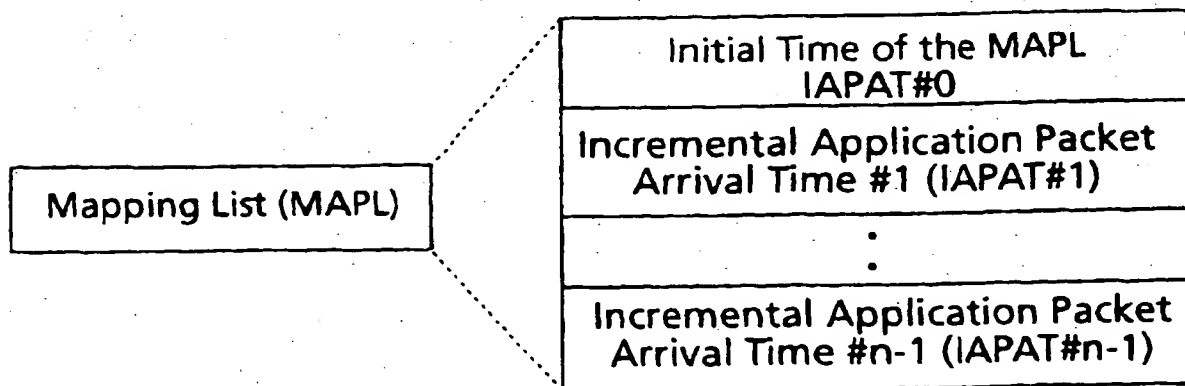 Mapping List (MAPL)
Initial Time of the MAPL
IAPAT#0
Incremental Application Packet
Arrival Time #1 (IAPAT#1)
:
Incremental Application Packet
Arrival Time #n-1 (IAPAT#n-1)